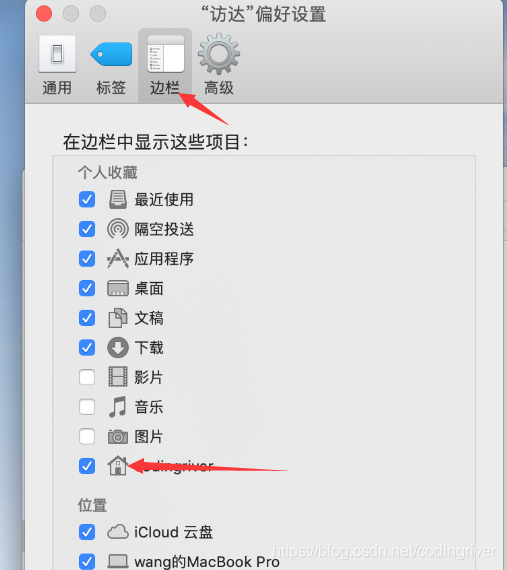 “访达”偏好设置
通用 标签 边栏 高级
在边栏中显示这些项目:
个人收藏
最近使用
隔空投送
应用程序
桌面
文稿
下载
影片
音乐
图片
codingriver
位置
iCloud 云盘
wang的MacBook Pro
https://blog.csdn.net/codingriver